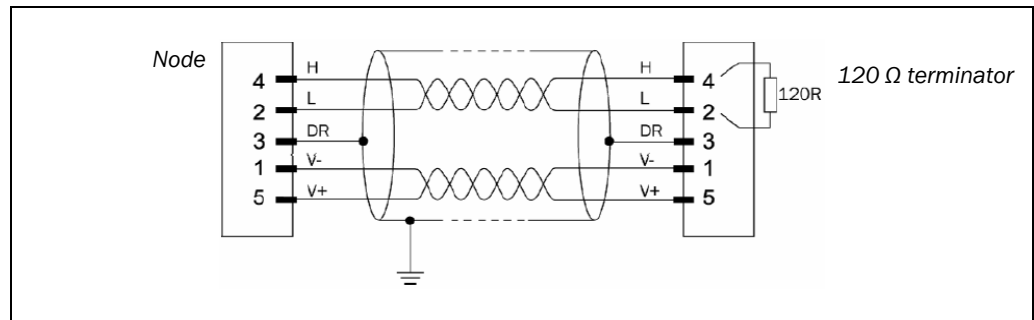 Node
120 Ω terminator
4 H H 4
120R
2 L L 2
3 DR DR 3
1 V- V- 1
5 V+ V+ 5